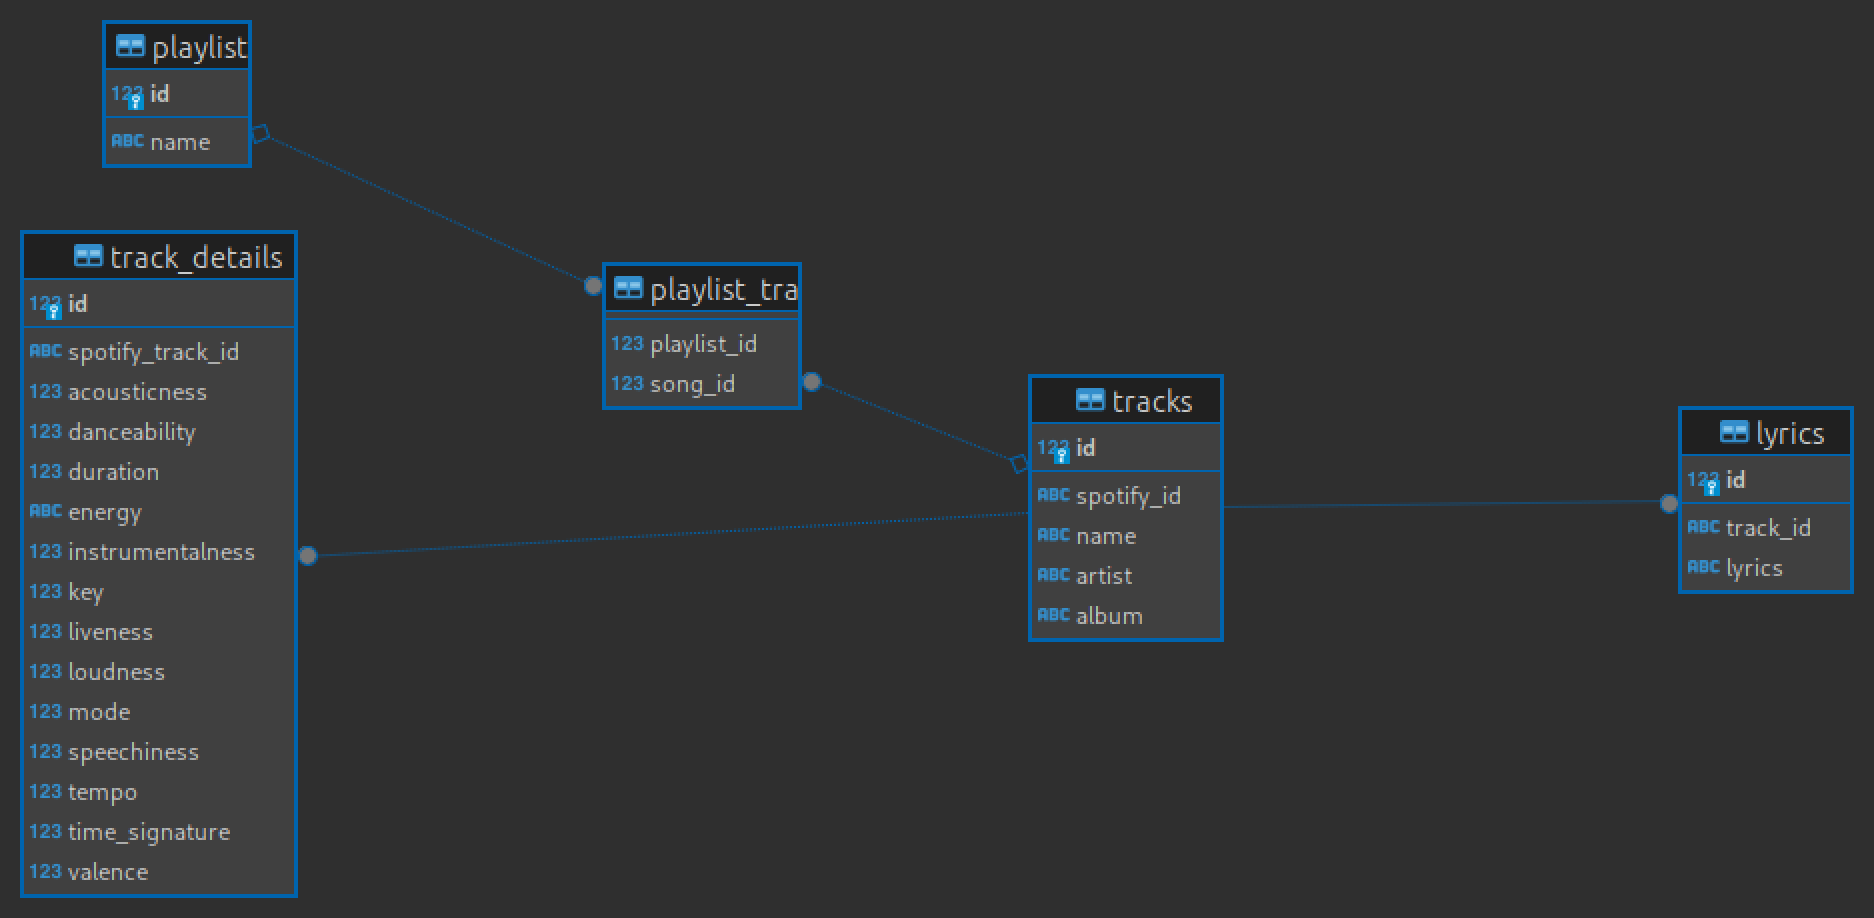 playlist
123 id
ABC name
track_details
123 id
ABC spotify_track_id
123 acousticness
123 danceability
123 duration
ABC energy
123 instrumentalness
123 key
123 liveness
123 loudness
123 mode
123 speechiness
123 tempo
123 time_signature
123 valence
playlist_tra
123 playlist_id
123 song_id
tracks
123 id
ABC spotify_id
ABC name
ABC artist
ABC album
lyrics
123 id
ABC track_id
ABC lyrics